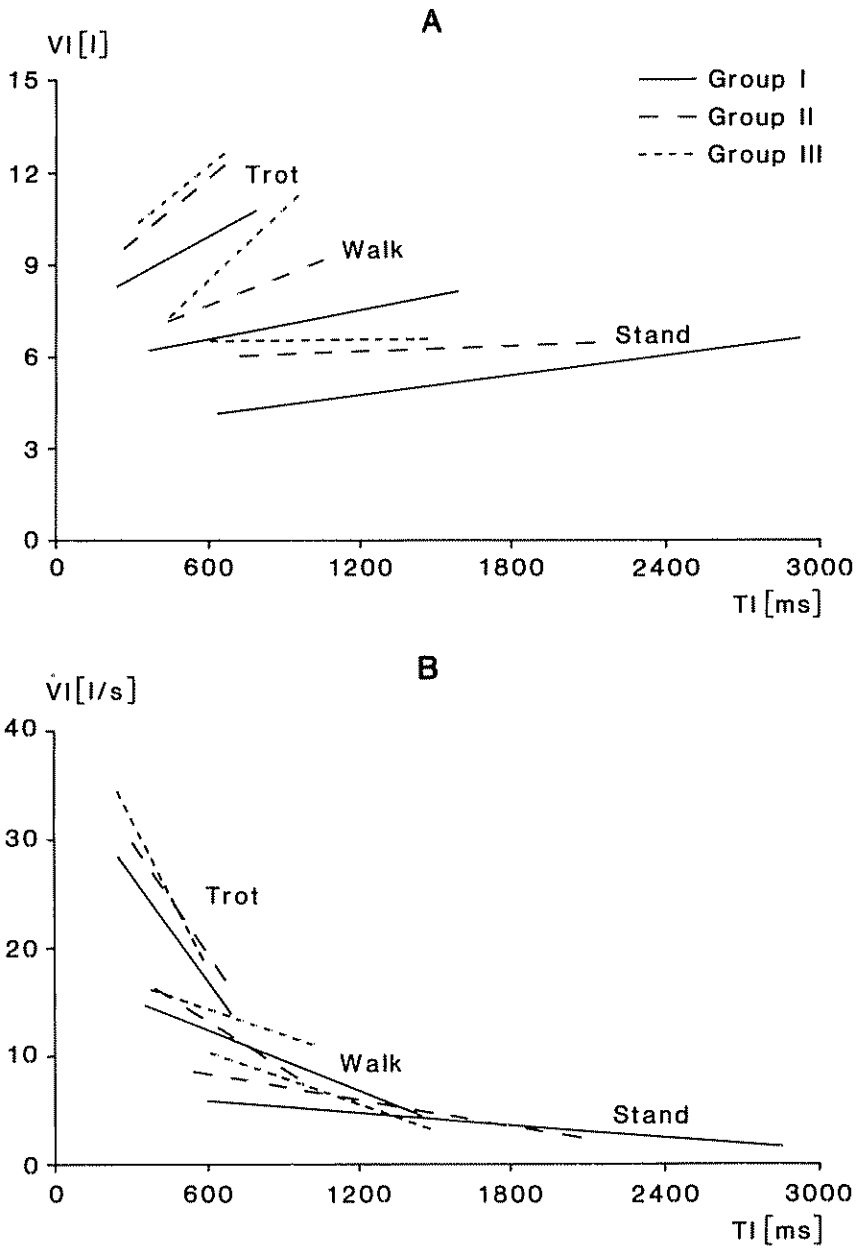 A
VI[l]
15
12
9
6
3
0
Group I
Group II
Group III
Trot
Walk
Stand
0 600 1200 1800 2400 3000
TI[ms]
B
V̇I[l/s]
40
30
20
10
0
Trot
Walk
Stand
0 600 1200 1800 2400 3000
TI[ms]